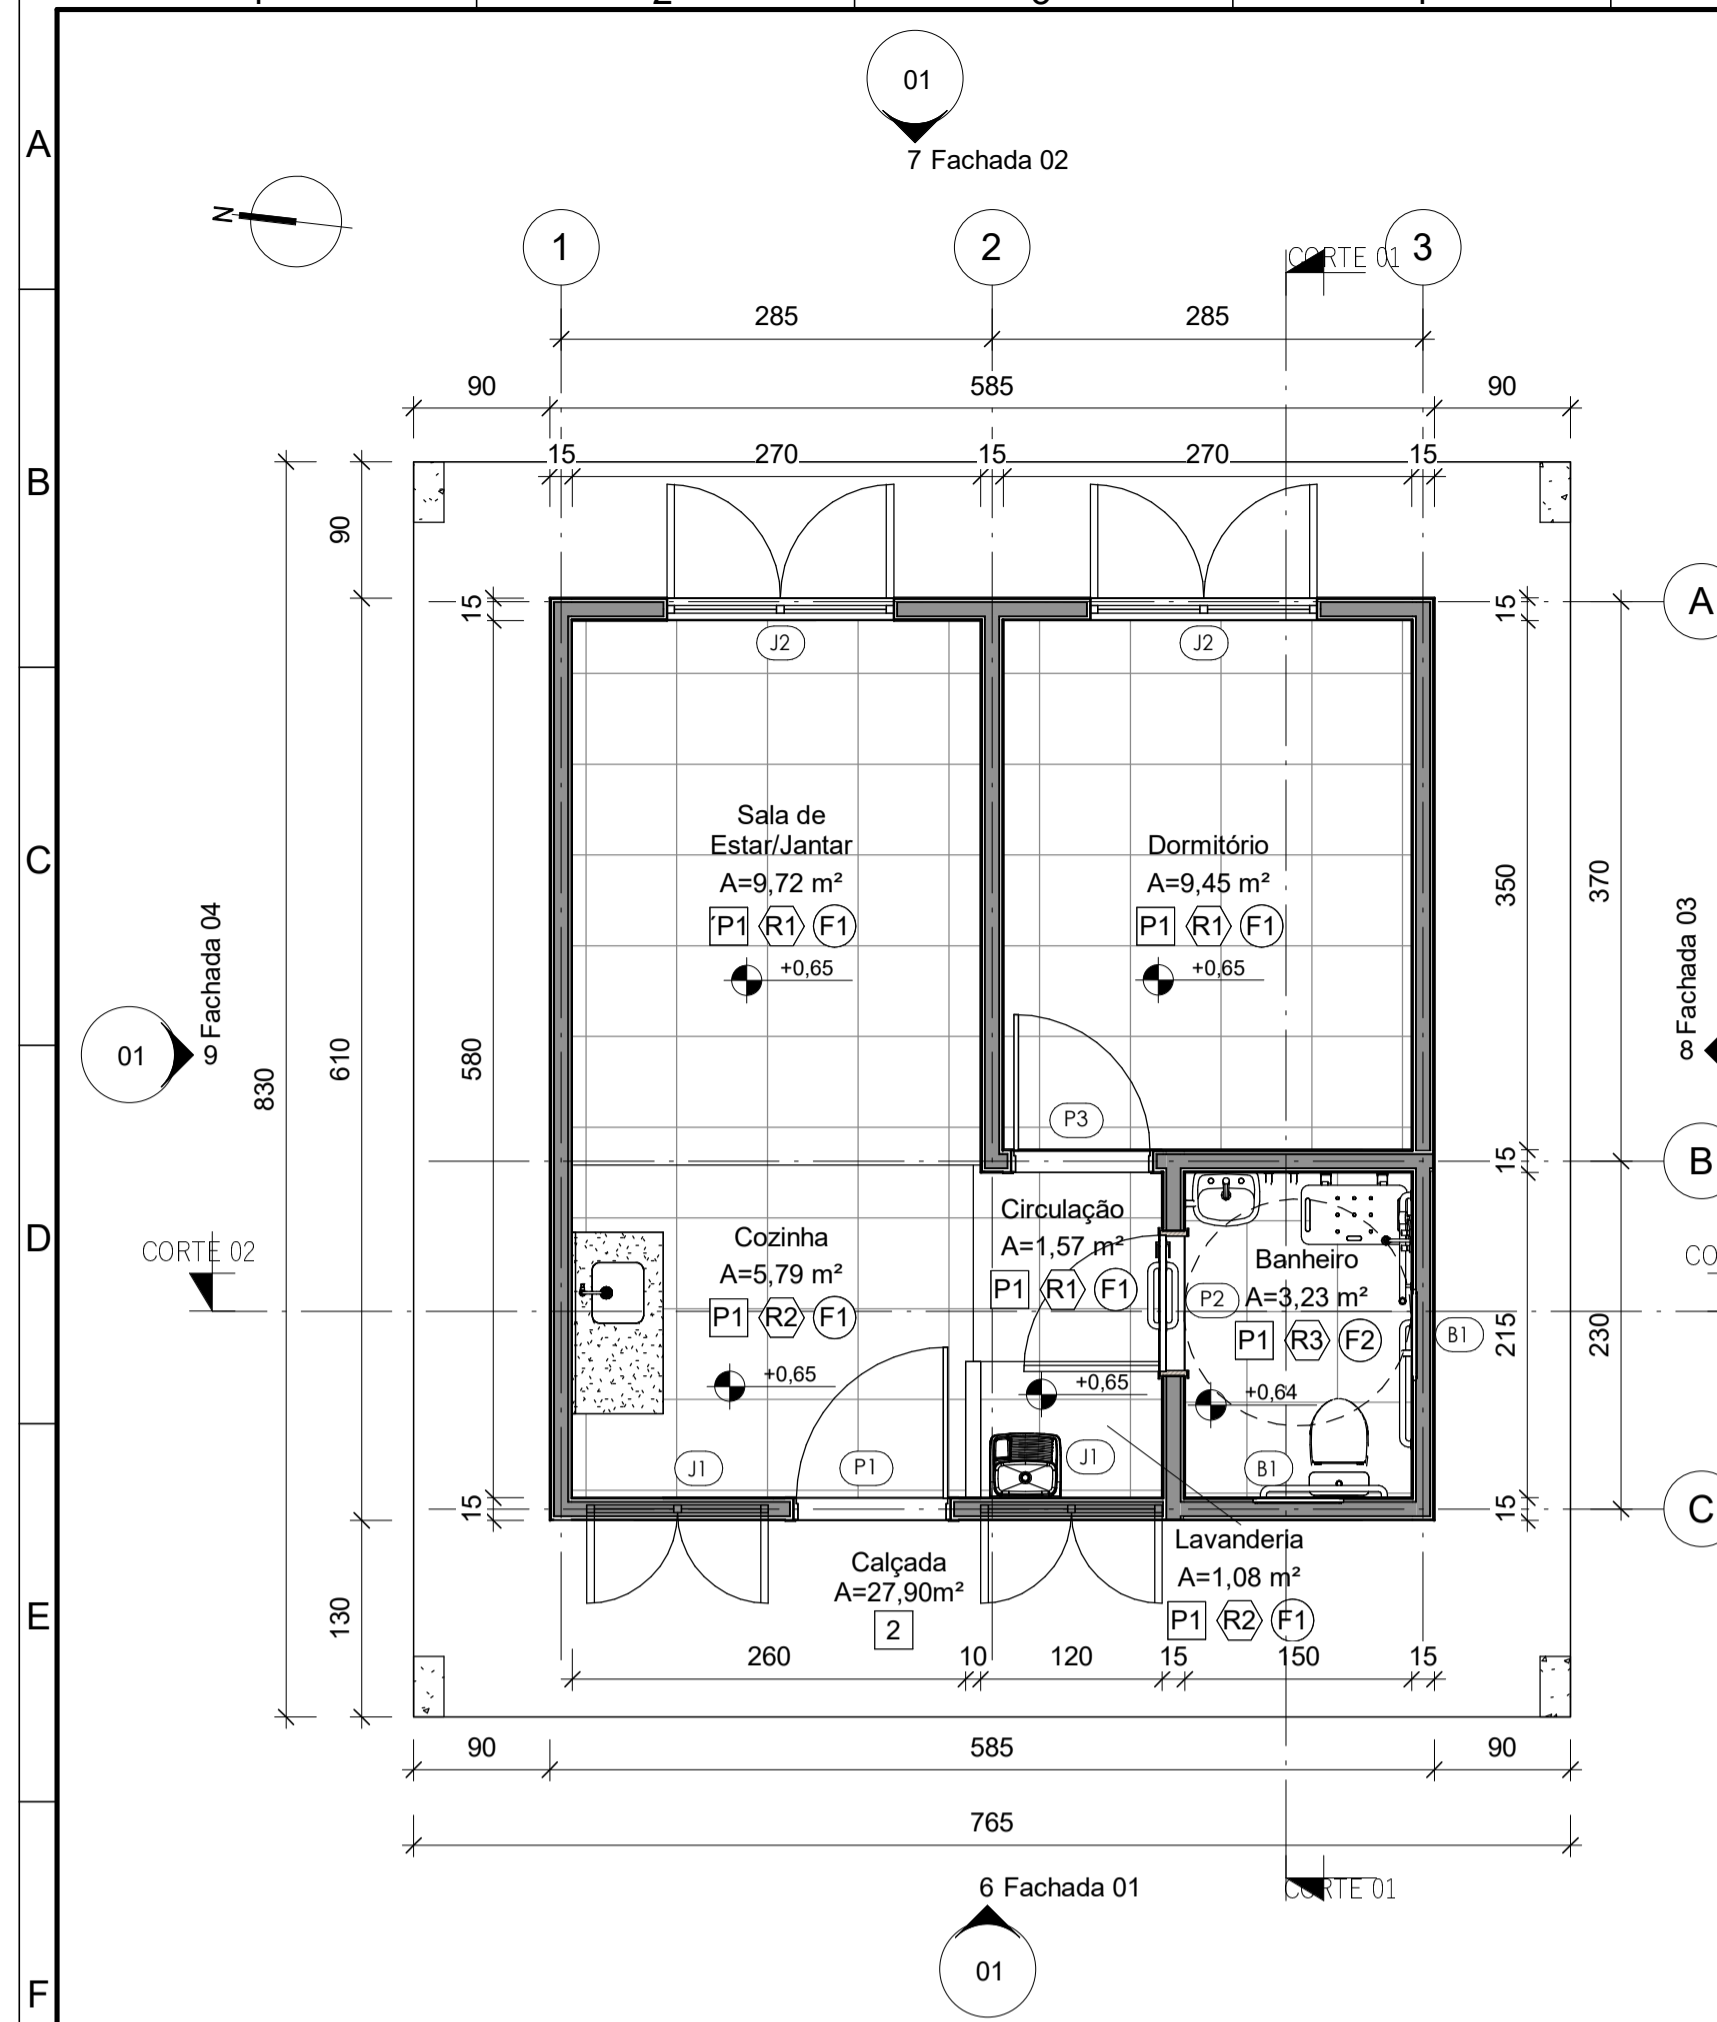 01
7 Fachada 02
N
1
2
3
CORTE 01
285
285
90
585
90
15
270
15
270
15
A
B
C
D
E
F
90
15
J2
J2
15
A
Sala de
Estar/Jantar
A=9,72 m²
P1 R1 F1
+0,65
Dormitório
A=9,45 m²
P1 R1 F1
+0,65
350
370
9 Fachada 04
01
8 Fachada 03
830
610
580
P3
15
B
Circulação
A=1,57 m²
P1 R1 F1
+0,65
Cozinha
A=5,79 m²
P1 R2 F1
+0,65
Banheiro
A=3,23 m²
P1 R3 F2
+0,64
P2
B1
215
230
CORTE 02
CO
J1
P1
J1
B1
15
15
C
Lavanderia
A=1,08 m²
P1 R2 F1
Calçada
A=27,90m²
2
130
260
10
120
15
150
15
90
585
90
765
6 Fachada 01
01
CORTE 01